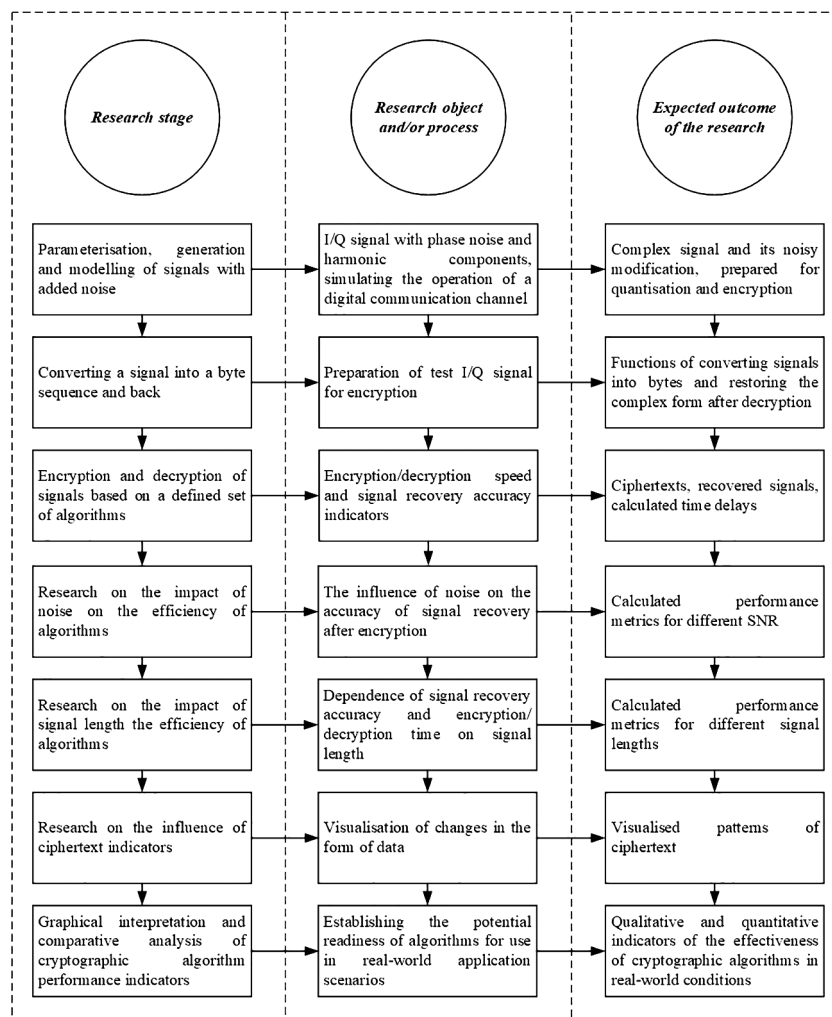 Research stage
Research object
and/or process
Expected outcome
of the research
Parameterisation, generation
and modelling of signals with
added noise
I/Q signal with phase noise and
harmonic components,
simulating the operation of a
digital communication channel
Complex signal and its noisy
modification, prepared for
quantisation and encryption
Converting a signal into a byte
sequence and back
Preparation of test I/Q signal
for encryption
Functions of converting signals
into bytes and restoring the
complex form after decryption
Encryption and decryption of
signals based on a defined set
of algorithms
Encryption/decryption speed
and signal recovery accuracy
indicators
Ciphertexts, recovered signals,
calculated time delays
Research on the impact of
noise on the efficiency of
algorithms
The influence of noise on the
accuracy of signal recovery
after encryption
Calculated performance
metrics for different SNR
Research on the impact of
signal length the efficiency of
algorithms
Dependence of signal recovery
accuracy and encryption/
decryption time on signal
length
Calculated performance
metrics for different signal
lengths
Research on the influence of
ciphertext indicators
Visualisation of changes in the
form of data
Visualised patterns of
ciphertext
Graphical interpretation and
comparative analysis of
cryptographic algorithm
performance indicators
Establishing the potential
readiness of algorithms for use
in real-world application
scenarios
Qualitative and quantitative
indicators of the effectiveness
of cryptographic algorithms in
real-world conditions